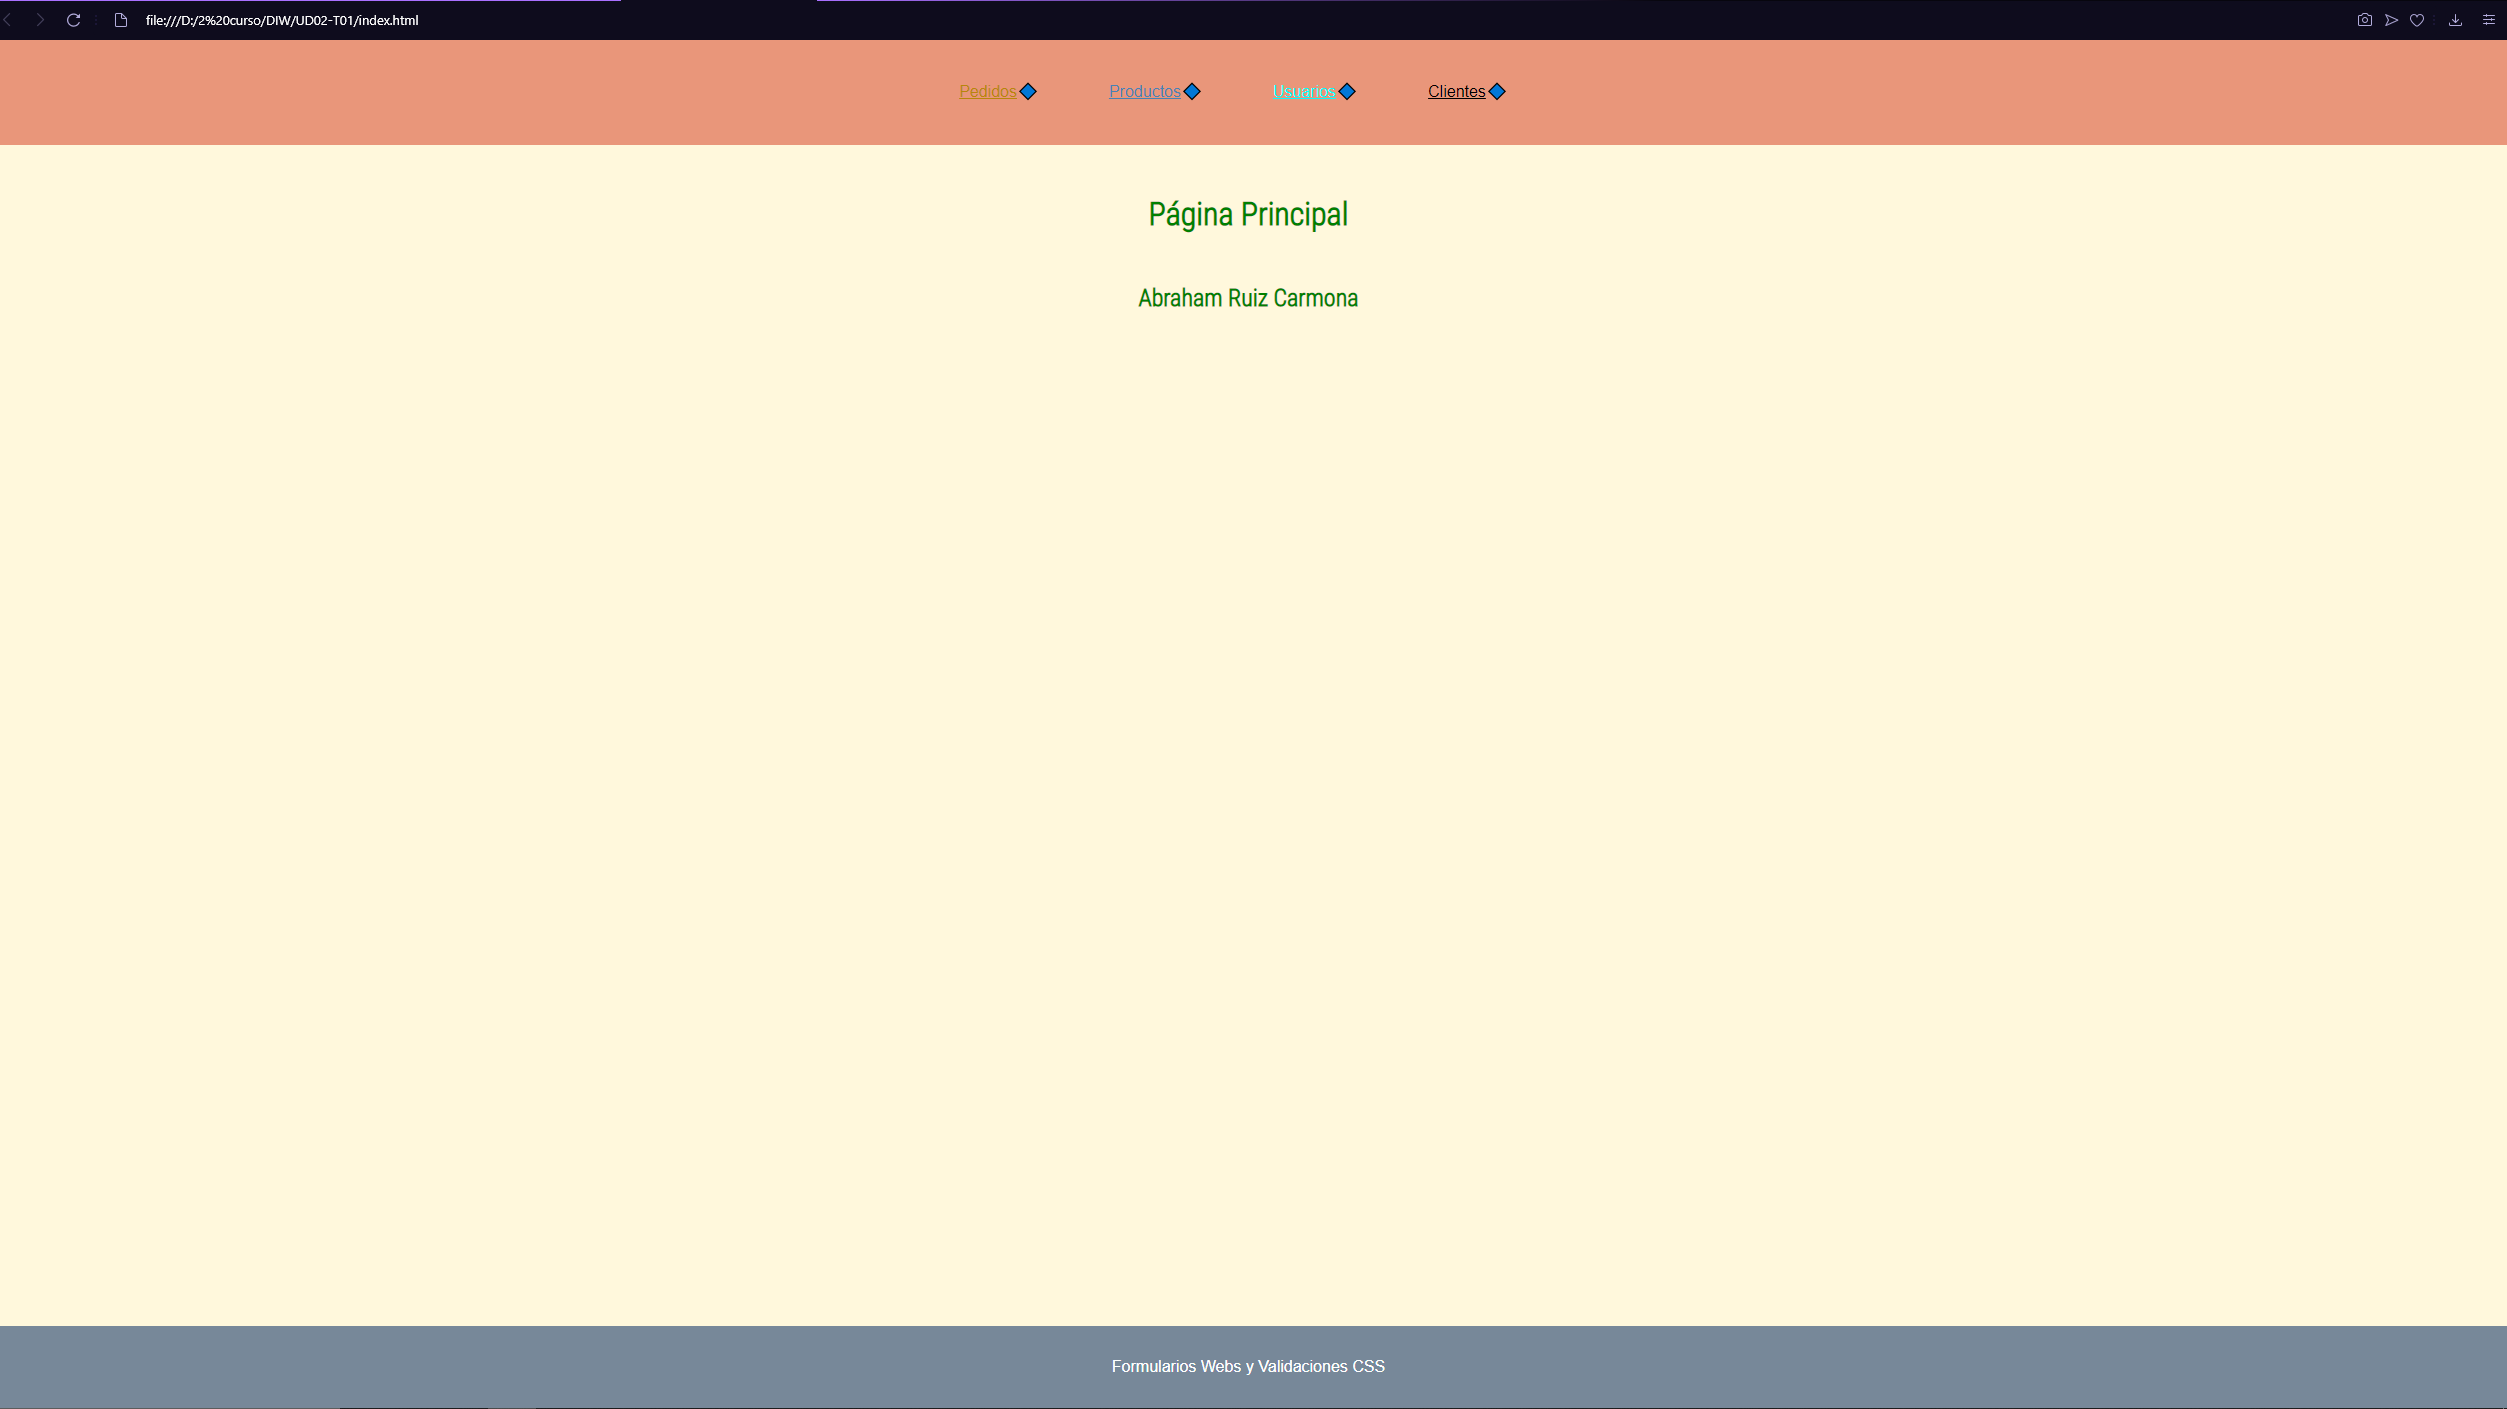 file:///D:/2%20curso/DIW/UD02-T01/index.html
Pedidos🔷 Productos🔷 Usuarios🔷 Clientes🔷
Página Principal
Abraham Ruiz Carmona
Formularios Webs y Validaciones CSS